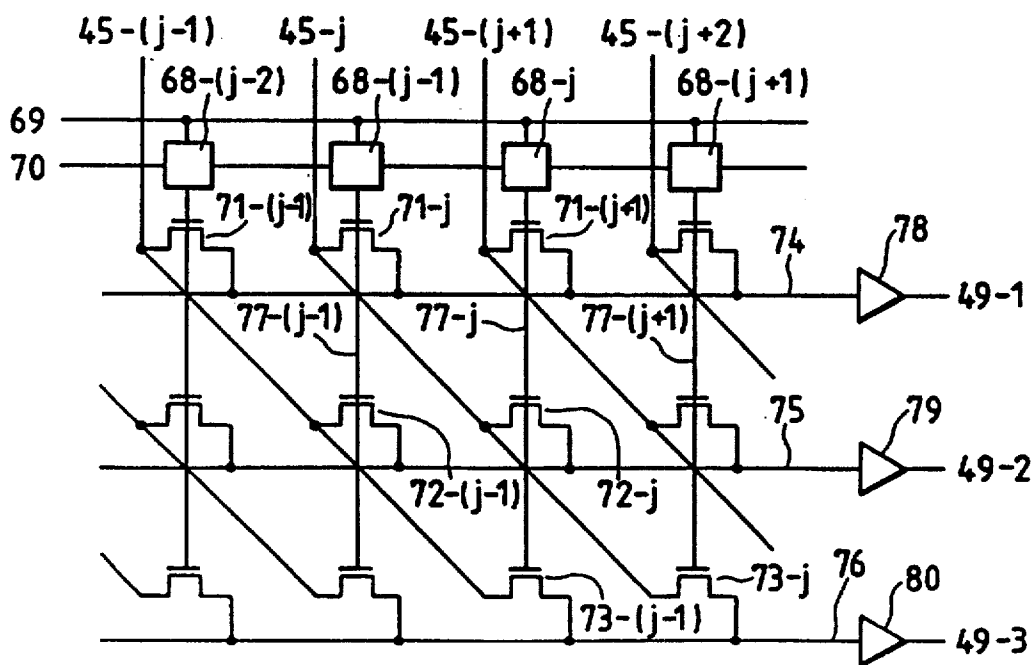 45-(j-1) 45-j 45-(j+1) 45-(j+2)
68-(j-2) 68-(j-1) 68-j 68-(j+1)
69
70
71-(j-1) 71-j 71-(j+1)
74 78
49-1
77-(j-1) 77-j 77-(j+1)
75 79
49-2
72-(j-1) 72-j
73-j 76 80
73-(j-1)
49-3